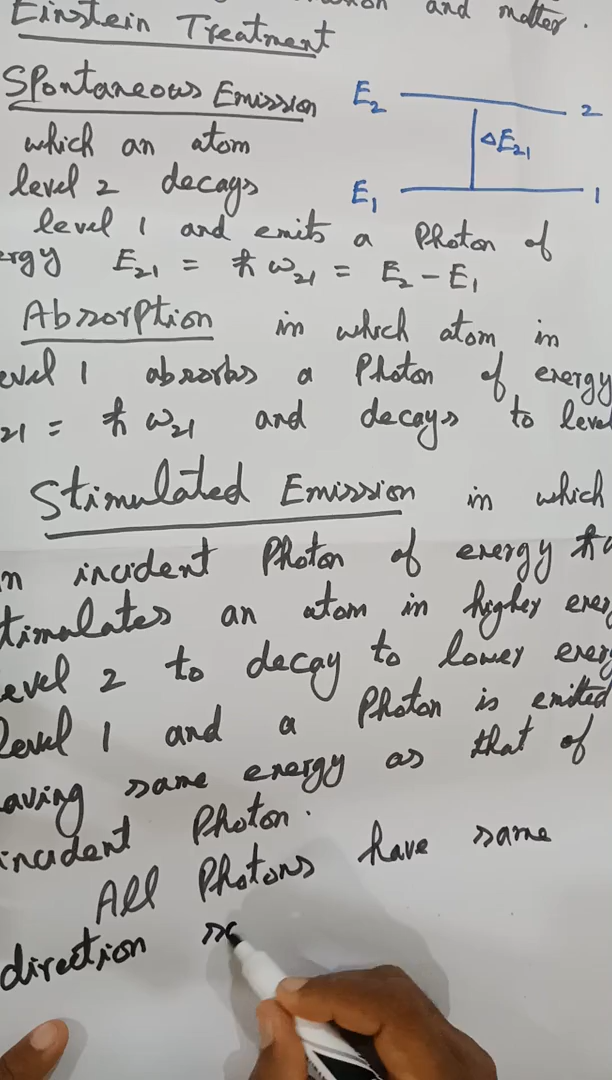 and matter.
Einstein Treatment
Spontaneous Emission
E₂ 2
which an atom
ΔE₂₁
level 2 decays
E₁ 1
level 1 and emits a Photon of
ergy E₂₁ = ħω₂₁ = E₂ - E₁
Absorption in which atom in
evel 1 absorbs a Photon of energy
21 = ħω₂₁ and decays to level
Stimulated Emission in which
n incident Photon of energy ħω
timulates an atom in higher ener
evel 2 to decay to lower energ
level 1 and a Photon is emitted
aving same energy as that of
incident Photon.
All Photons have same
direction